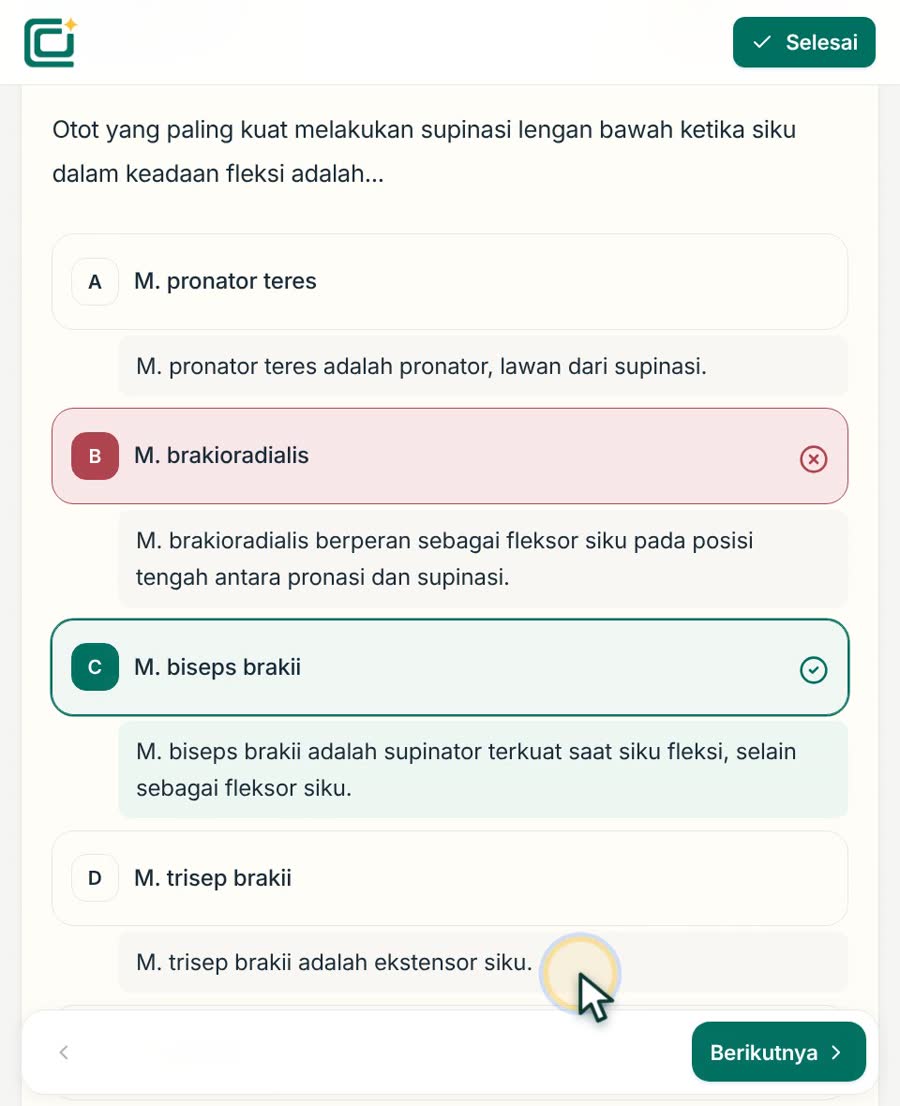 Selesai
Otot yang paling kuat melakukan supinasi lengan bawah ketika siku
dalam keadaan fleksi adalah...
A M. pronator teres
M. pronator teres adalah pronator, lawan dari supinasi.
B M. brakioradialis
M. brakioradialis berperan sebagai fleksor siku pada posisi
tengah antara pronasi dan supinasi.
C M. biseps brakii
M. biseps brakii adalah supinator terkuat saat siku fleksi, selain
sebagai fleksor siku.
D M. trisep brakii
M. trisep brakii adalah ekstensor siku.
Berikutnya